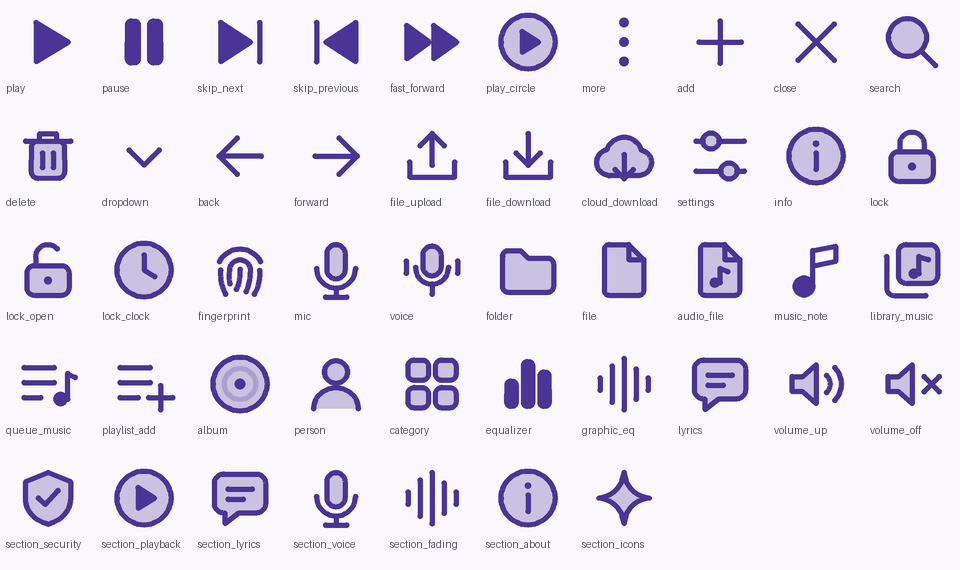 play pause skip_next skip_previous fast_forward play_circle more add close search
delete dropdown back forward file_upload file_download cloud_download settings info lock
lock_open lock_clock fingerprint mic voice folder file audio_file music_note library_music
queue_music playlist_add album person category equalizer graphic_eq lyrics volume_up volume_off
section_security section_playback section_lyrics section_voice section_fading section_about section_icons